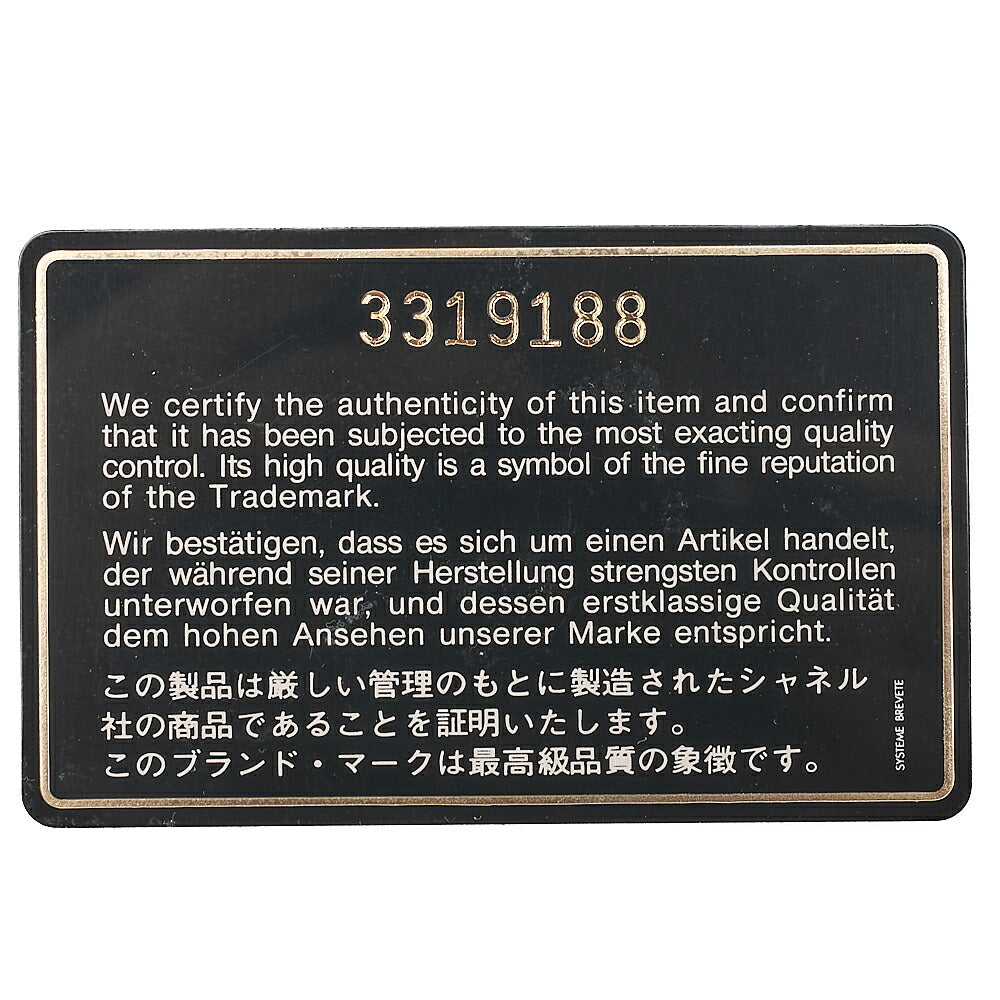 3319188
We certify the authenticity of this item and confirm
that it has been subjected to the most exacting quality
control. Its high quality is a symbol of the fine reputation
of the Trademark.
Wir bestätigen, dass es sich um einen Artikel handelt,
der während seiner Herstellung strengsten Kontrollen
unterworfen war, und dessen erstklassige Qualität
dem hohen Ansehen unserer Marke entspricht.
この製品は厳しい管理のもとに製造されたシャネル
社の商品であることを証明いたします。
このブランド・マークは最高級品質の象徴です。
SYSTEME BREVETE